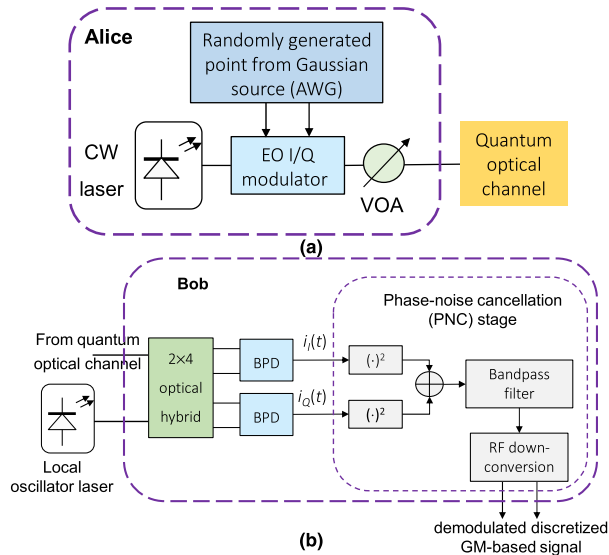 Alice
Randomly generated
point from Gaussian
source (AWG)
CW
laser
EO I/Q
modulator
VOA
Quantum
optical
channel
(a)
Bob
Phase-noise cancellation
(PNC) stage
From quantum
optical channel
2×4
optical
hybrid
BPD
i_I(t)
(·)²
BPD
i_Q(t)
(·)²
Bandpass
filter
RF down-
conversion
Local
oscillator laser
demodulated discretized
GM-based signal
(b)